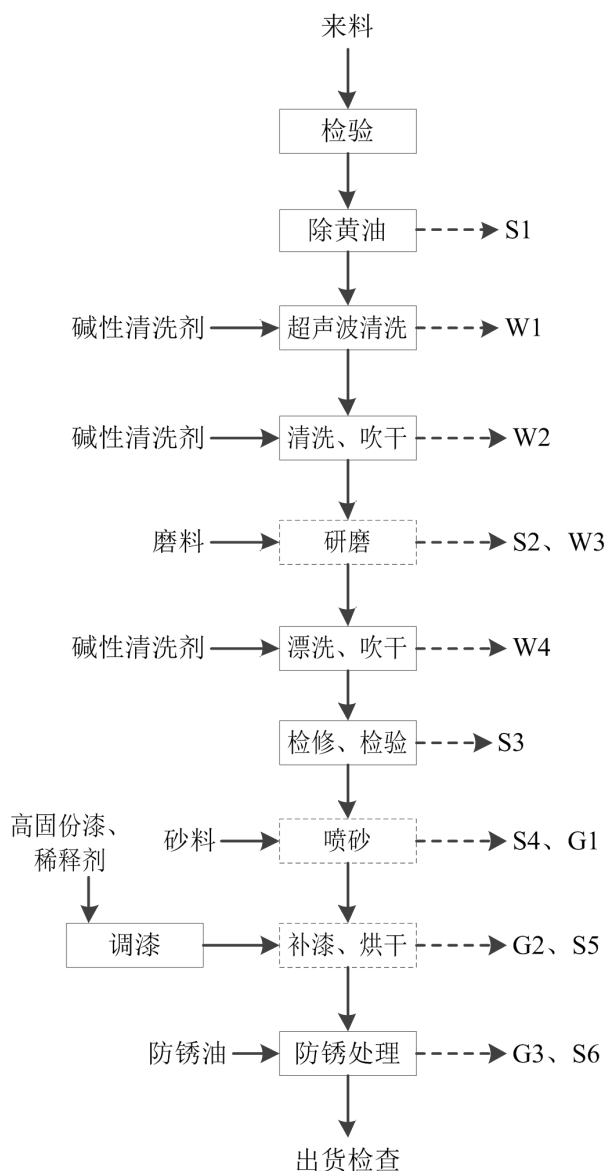 来料
检验
除黄油
S1
碱性清洗剂
超声波清洗
W1
碱性清洗剂
清洗、吹干
W2
磨料
研磨
S2、W3
碱性清洗剂
漂洗、吹干
W4
检修、检验
S3
高固份漆、
稀释剂
砂料
喷砂
S4、G1
调漆
补漆、烘干
G2、S5
防锈油
防锈处理
G3、S6
出货检查